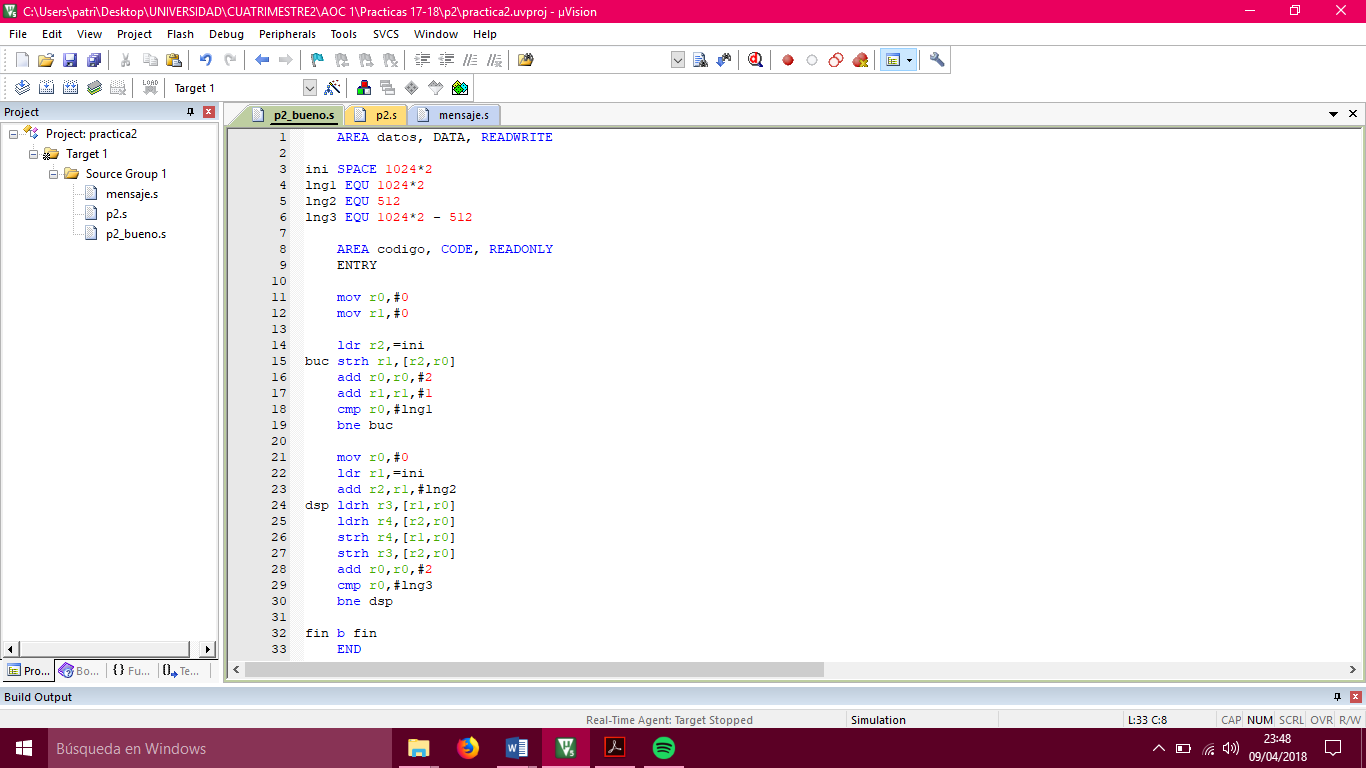 C:\Users\patri\Desktop\UNIVERSIDAD\CUATRIMESTRE2\AOC 1\Practicas 17-18\p2\practica2.uvproj - µVision
File Edit View Project Flash Debug Peripherals Tools SVCS Window Help
LOAD Target 1
Project
p2_bueno.s p2.s mensaje.s
Project: practica2
Target 1
Source Group 1
mensaje.s
p2.s
p2_bueno.s
1 AREA datos, DATA, READWRITE
2
3 ini SPACE 1024*2
4 lng1 EQU 1024*2
5 lng2 EQU 512
6 lng3 EQU 1024*2 - 512
7
8 AREA codigo, CODE, READONLY
9 ENTRY
10
11 mov r0,#0
12 mov r1,#0
13
14 ldr r2,=ini
15 buc strh r1,[r2,r0]
16 add r0,r0,#2
17 add r1,r1,#1
18 cmp r0,#lng1
19 bne buc
20
21 mov r0,#0
22 ldr r1,=ini
23 add r2,r1,#lng2
24 dsp ldrh r3,[r1,r0]
25 ldrh r4,[r2,r0]
26 strh r4,[r1,r0]
27 strh r3,[r2,r0]
28 add r0,r0,#2
29 cmp r0,#lng3
30 bne dsp
31
32 fin b fin
33 END
Pro... Bo... {} Fu... Te...
Build Output
Real-Time Agent: Target Stopped Simulation L:33 C:8 CAP NUM SCRL OVR R/W
Búsqueda en Windows
23:48
09/04/2018